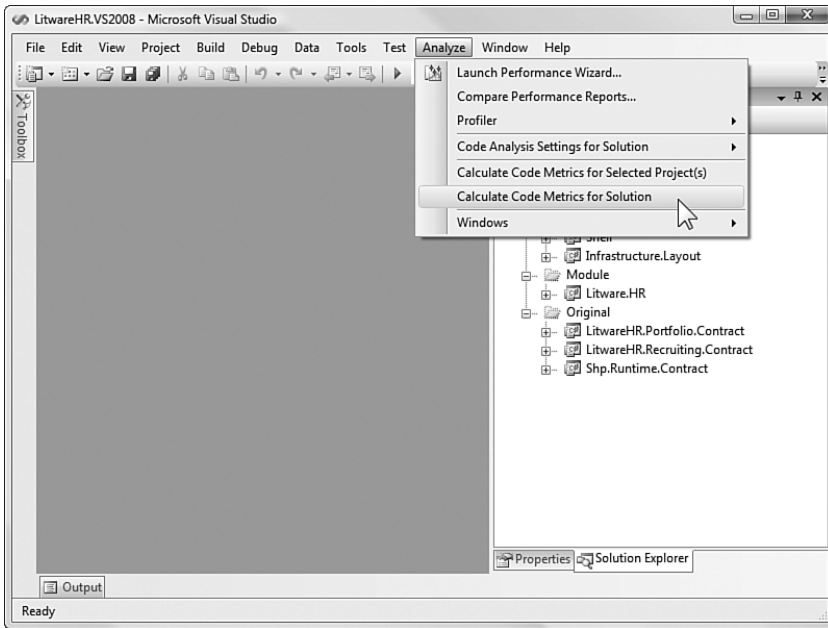 LitwareHR.VS2008 - Microsoft Visual Studio
File Edit View Project Build Debug Data Tools Test Analyze Window Help
Toolbox
Launch Performance Wizard...
Compare Performance Reports...
Profiler
Code Analysis Settings for Solution
Calculate Code Metrics for Selected Project(s)
Calculate Code Metrics for Solution
Windows
Shell
Infrastructure.Layout
Module
Litware.HR
Original
LitwareHR.Portfolio.Contract
LitwareHR.Recruiting.Contract
Shp.Runtime.Contract
Properties Solution Explorer
Output
Ready